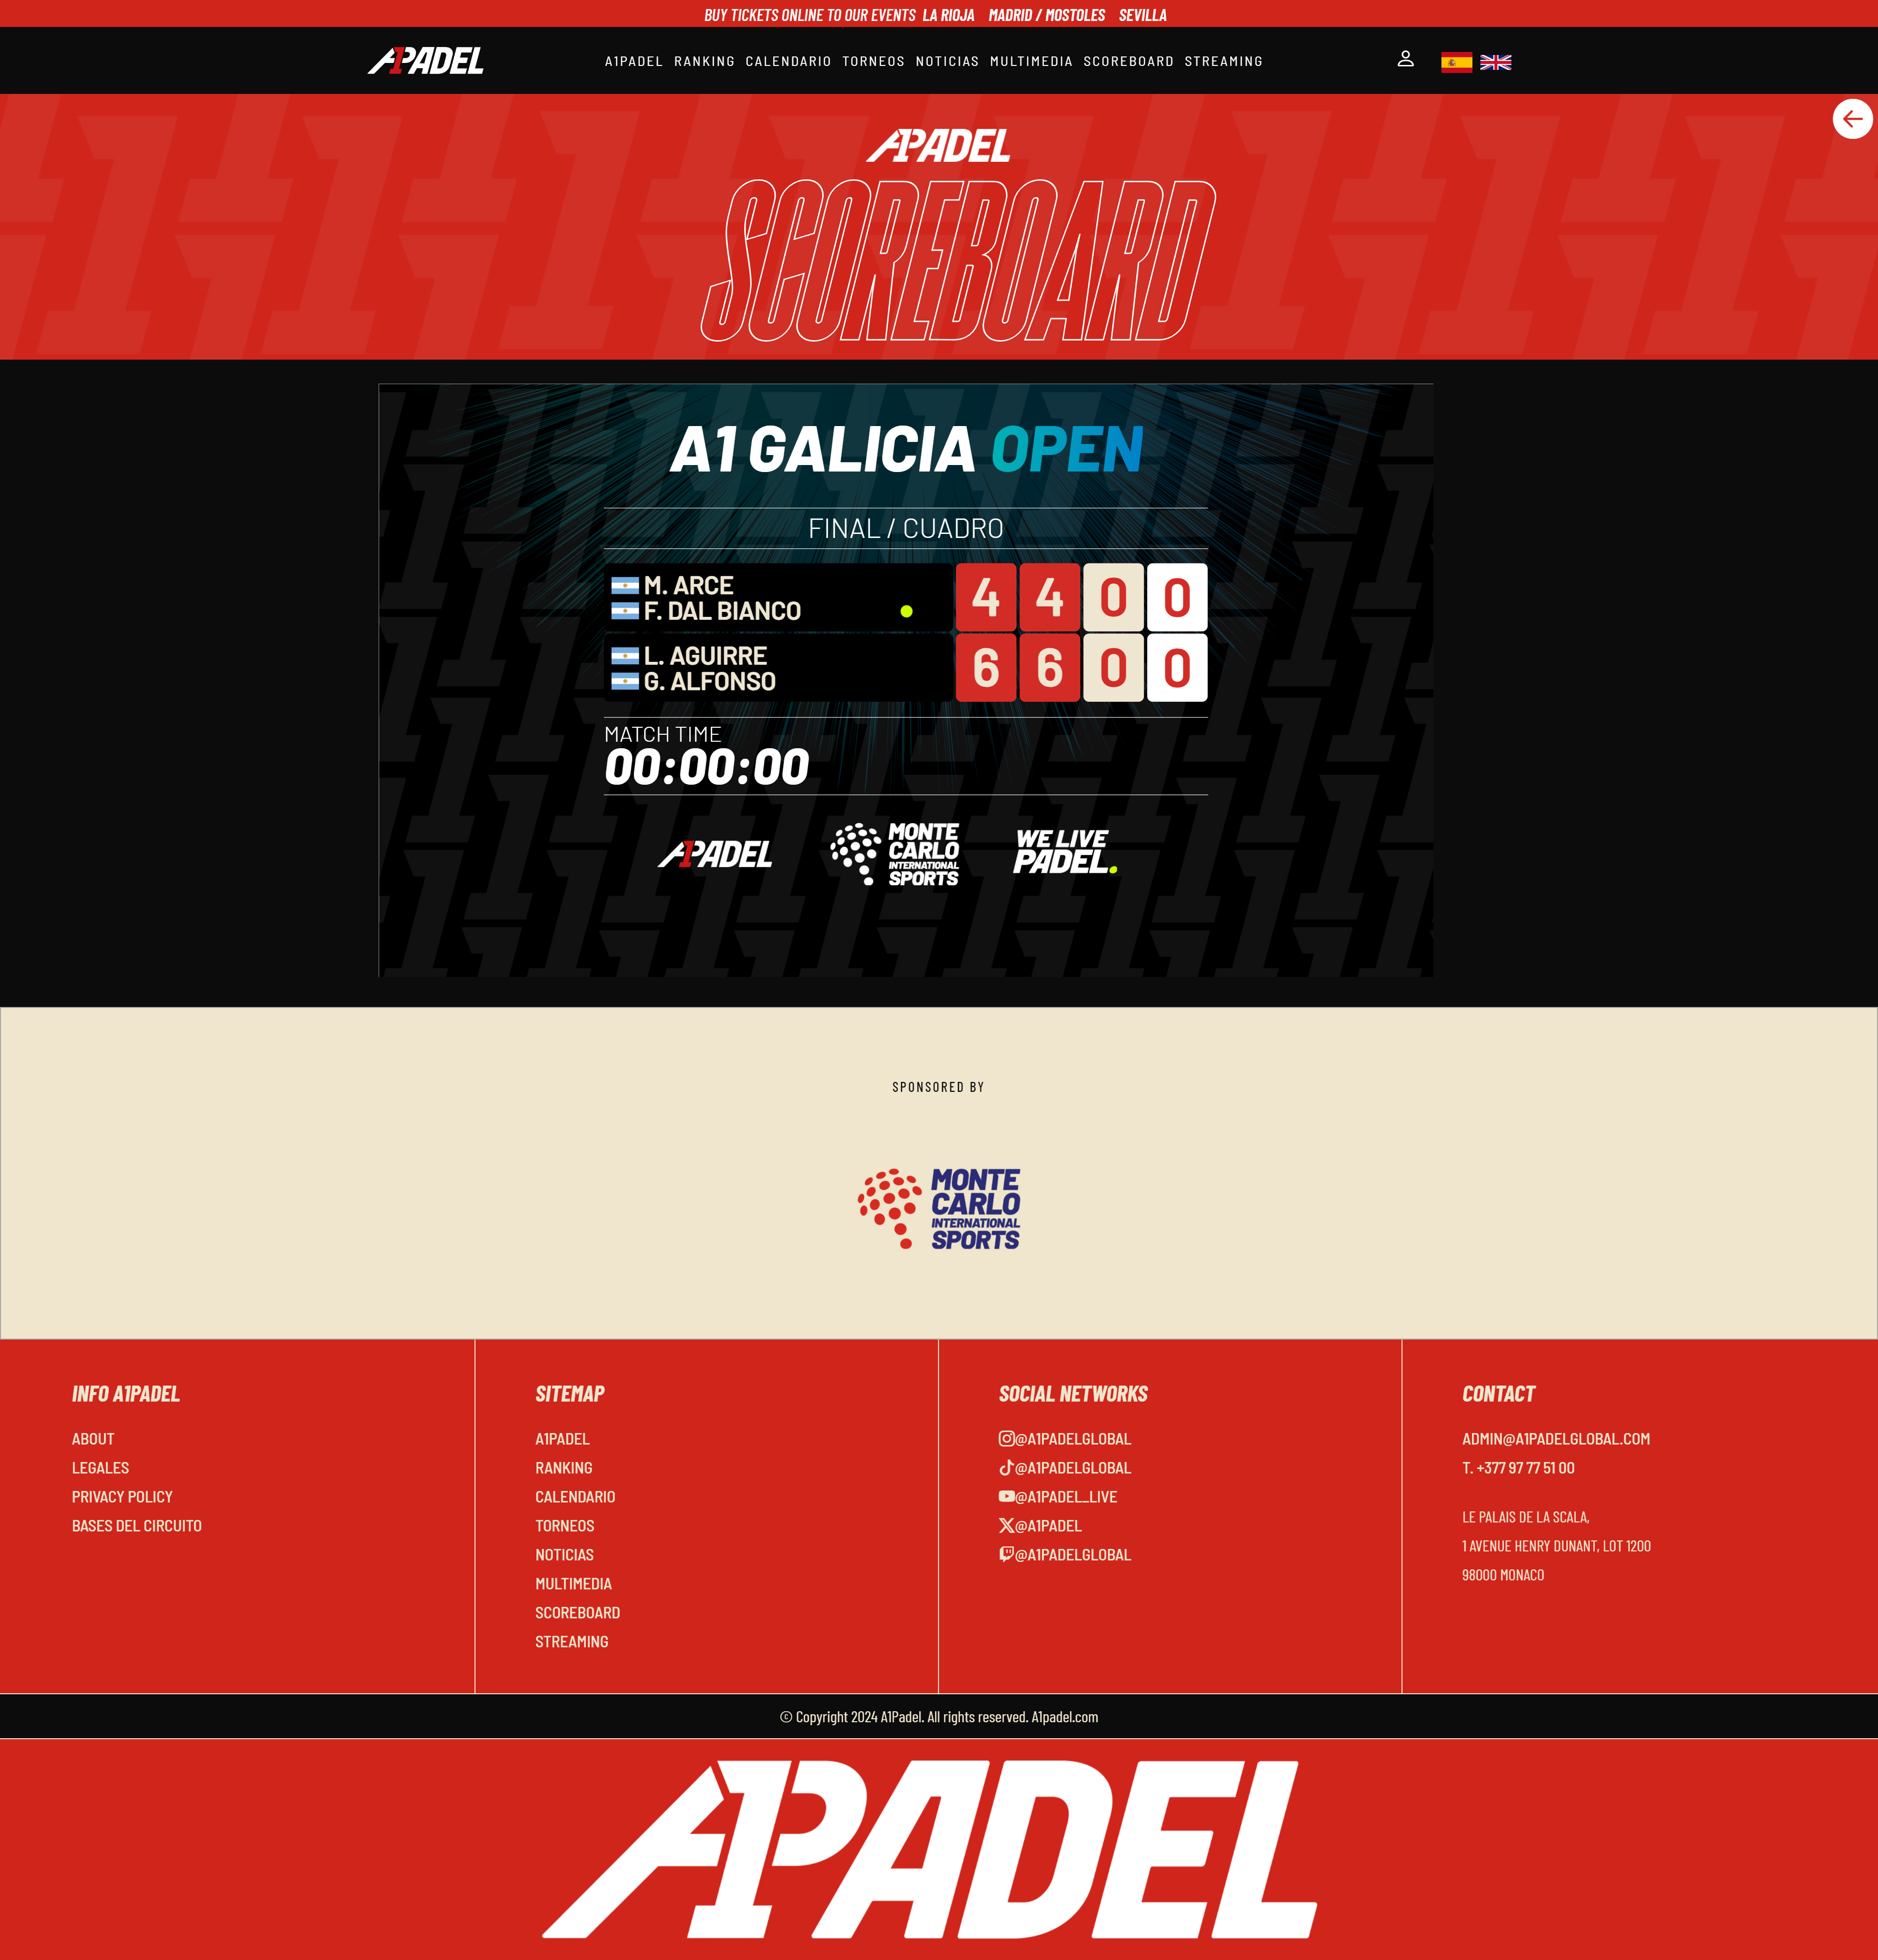 BUY TICKETS ONLINE TO OUR EVENTS LA RIOJA MADRID / MOSTOLES SEVILLA
A1PADEL A1PADEL RANKING CALENDARIO TORNEOS NOTICIAS MULTIMEDIA SCOREBOARD STREAMING
A1PADEL
SCOREBOARD
A1 GALICIA OPEN
FINAL / CUADRO
M. ARCE
F. DAL BIANCO
4 4 0 0
L. AGUIRRE
G. ALFONSO
6 6 0 0
MATCH TIME
00:00:00
A1PADEL
MONTE
CARLO
INTERNATIONAL
SPORTS
WE LIVE
PADEL.
SPONSORED BY
MONTE
CARLO
INTERNATIONAL
SPORTS
INFO A1PADEL
ABOUT
LEGALES
PRIVACY POLICY
BASES DEL CIRCUITO
SITEMAP
A1PADEL
RANKING
CALENDARIO
TORNEOS
NOTICIAS
MULTIMEDIA
SCOREBOARD
STREAMING
SOCIAL NETWORKS
@A1PADELGLOBAL
@A1PADELGLOBAL
@A1PADEL_LIVE
@A1PADEL
@A1PADELGLOBAL
CONTACT
ADMIN@A1PADELGLOBAL.COM
T. +377 97 77 51 00
LE PALAIS DE LA SCALA,
1 AVENUE HENRY DUNANT, LOT 1200
98000 MONACO
© Copyright 2024 A1Padel. All rights reserved. A1padel.com
A1PADEL